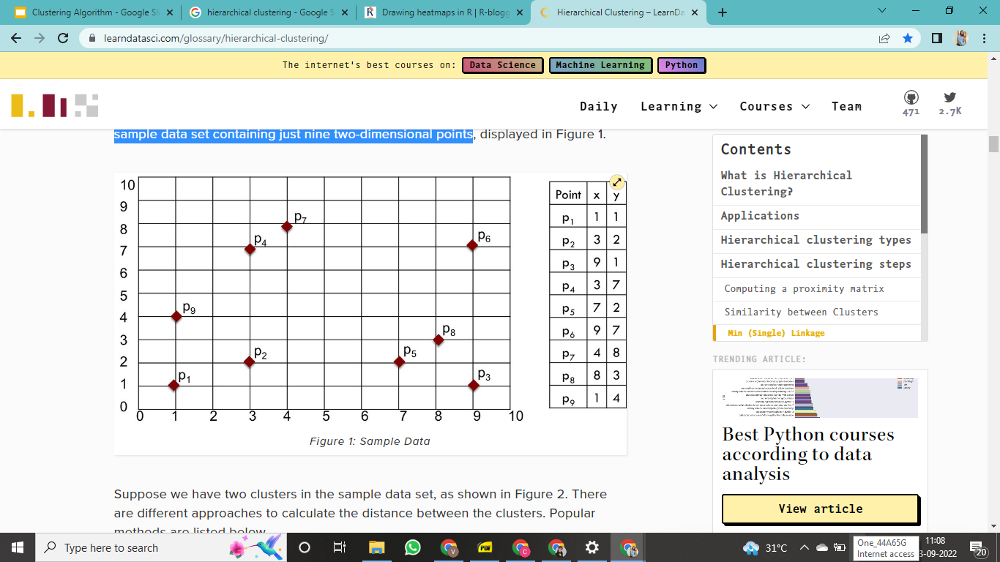 Clustering Algorithm - Google Sl
hierarchical clustering - Google S
Drawing heatmaps in R | R-blogg
Hierarchical Clustering – LearnDa
learndatasci.com/glossary/hierarchical-clustering/
The internet's best courses on: Data Science Machine Learning Python
Daily Learning Courses Team 471 2.7K
sample data set containing just nine two-dimensional points, displayed in Figure 1.
10
9
8
7
6
5
4
3
2
1
0
0 1 2 3 4 5 6 7 8 9 10
p7
p4
p6
p9
p8
p2
p5
p1
p3
Point x y
p1 1 1
p2 3 2
p3 9 1
p4 3 7
p5 7 2
p6 9 7
p7 4 8
p8 8 3
p9 1 4
Figure 1: Sample Data
Suppose we have two clusters in the sample data set, as shown in Figure 2. There
are different approaches to calculate the distance between the clusters. Popular
methods are listed below
Contents
What is Hierarchical
Clustering?
Applications
Hierarchical clustering types
Hierarchical clustering steps
Computing a proximity matrix
Similarity between Clusters
Min (Single) Linkage
TRENDING ARTICLE:
Best Python courses
according to data
analysis
View article
Type here to search
PDF
31°C
One_44A65G
Internet access
11:08
3-09-2022
20